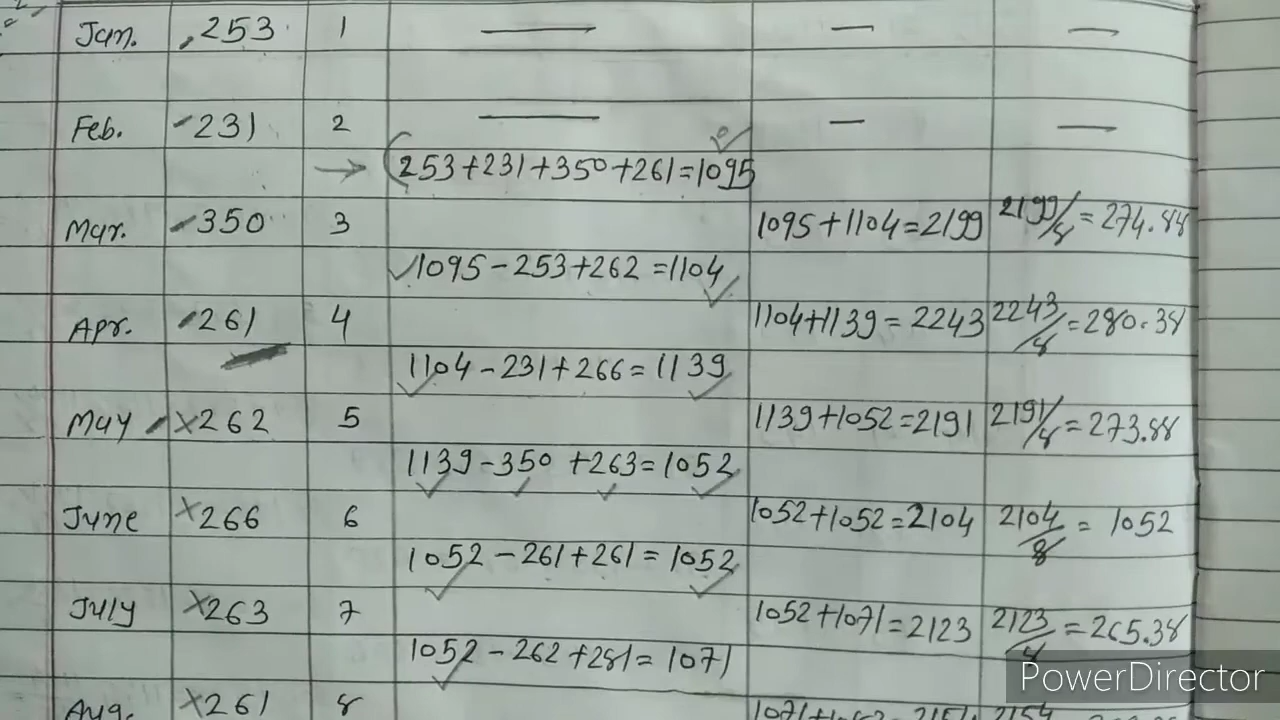 Jan. 253 1 — — —
Feb. 231 2 — — —
→ 253+231+350+261=1095
Mar. 350 3 1095+1104=2199 2199/8=274.88
1095-253+262=1104
Apr. 261 4 1104+1139=2243 2243/8=280.38
1104-231+266=1139
May ×262 5 1139+1052=2191 2191/8=273.88
1139-350+263=1052
June ×266 6 1052+1052=2104 2104/8=1052
1052-261+261=1052
July ×263 7 1052+1071=2123 2123/8=265.38
1052-262+281=1071
Aug. ×261 8
PowerDirector